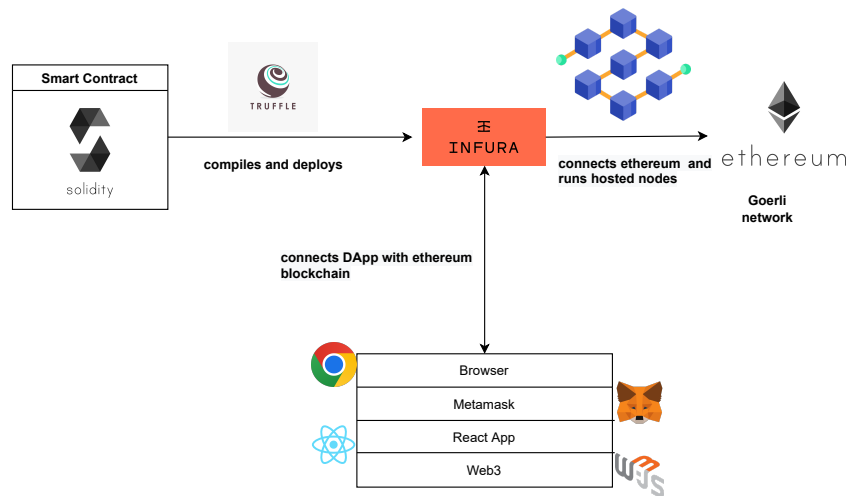 Smart Contract
solidity
TRUFFLE
compiles and deploys
INFURA
connects ethereum and
runs hosted nodes
ethereum
Goerli
network
connects DApp with ethereum
blockchain
Browser
Metamask
React App
Web3
W3JS